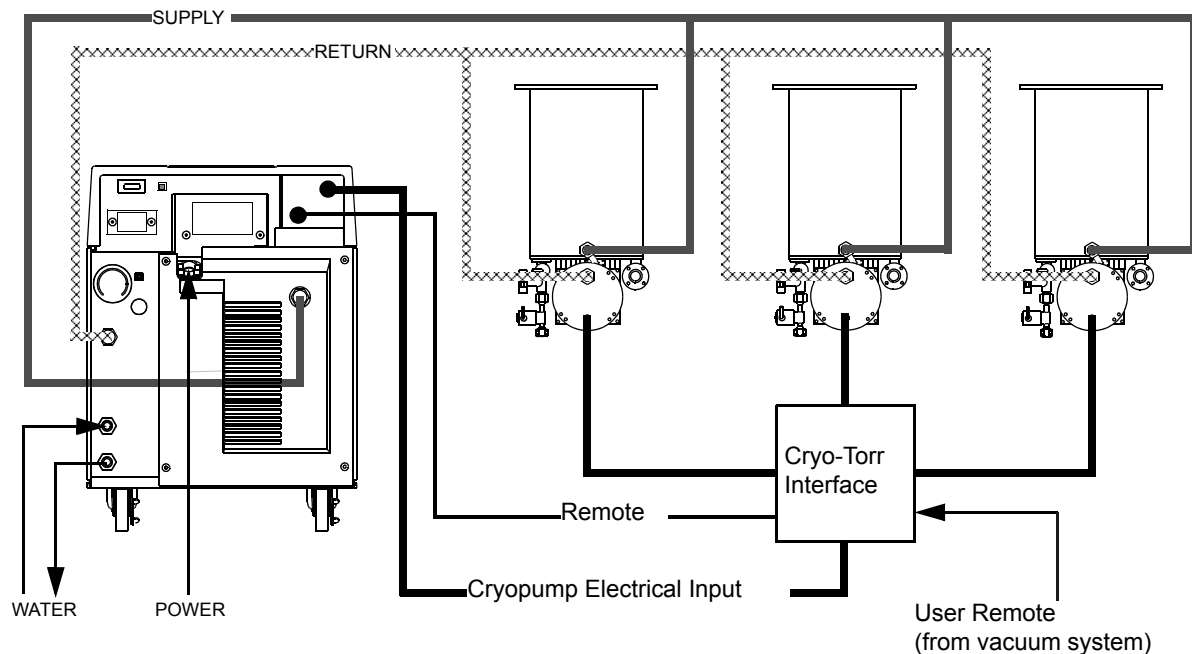 SUPPLY
RETURN
Cryo-Torr
Interface
Remote
Cryopump Electrical Input
WATER
POWER
User Remote
(from vacuum system)